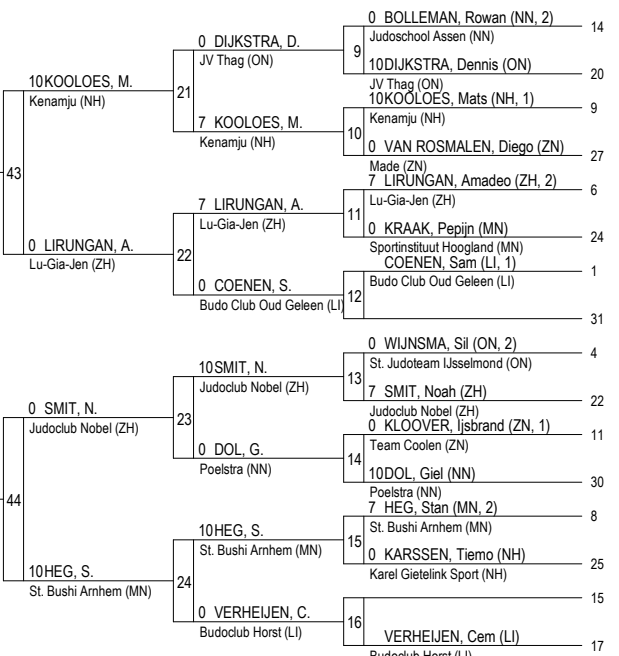 0 BOLLEMAN, Rowan (NN, 2)
14
Judoschool Assen (NN)
9
10 DIJKSTRA, Dennis (ON)
20
JV Thag (ON)
0 DIJKSTRA, D.
JV Thag (ON)
21
10 KOOLOES, M.
Kenamju (NH)
7 KOOLOES, M.
Kenamju (NH)
10 KOOLOES, Mats (NH, 1)
9
Kenamju (NH)
10
0 VAN ROSMALEN, Diego (ZN)
27
Made (ZN)
43
7 LIRUNGAN, Amadeo (ZH, 2)
6
Lu-Gia-Jen (ZH)
11
0 KRAAK, Pepijn (MN)
24
Sportinstituut Hoogland (MN)
7 LIRUNGAN, A.
Lu-Gia-Jen (ZH)
22
0 LIRUNGAN, A.
Lu-Gia-Jen (ZH)
0 COENEN, S.
Budo Club Oud Geleen (LI)
COENEN, Sam (LI, 1)
1
Budo Club Oud Geleen (LI)
12
31
0 WIJNSMA, Sil (ON, 2)
4
St. Judoteam IJsselmond (ON)
13
7 SMIT, Noah (ZH)
22
Judoclub Nobel (ZH)
10 SMIT, N.
Judoclub Nobel (ZH)
23
0 SMIT, N.
Judoclub Nobel (ZH)
0 DOL, G.
Poelstra (NN)
0 KLOOVER, Ijsbrand (ZN, 1)
11
Team Coolen (ZN)
14
10 DOL, Giel (NN)
30
Poelstra (NN)
44
7 HEG, Stan (MN, 2)
8
St. Bushi Arnhem (MN)
15
0 KARSSEN, Tiemo (NH)
25
Karel Gietelink Sport (NH)
10 HEG, S.
St. Bushi Arnhem (MN)
24
10 HEG, S.
St. Bushi Arnhem (MN)
0 VERHEIJEN, C.
Budoclub Horst (LI)
15
16
VERHEIJEN, Cem (LI)
17
Budoclub Horst (LI)